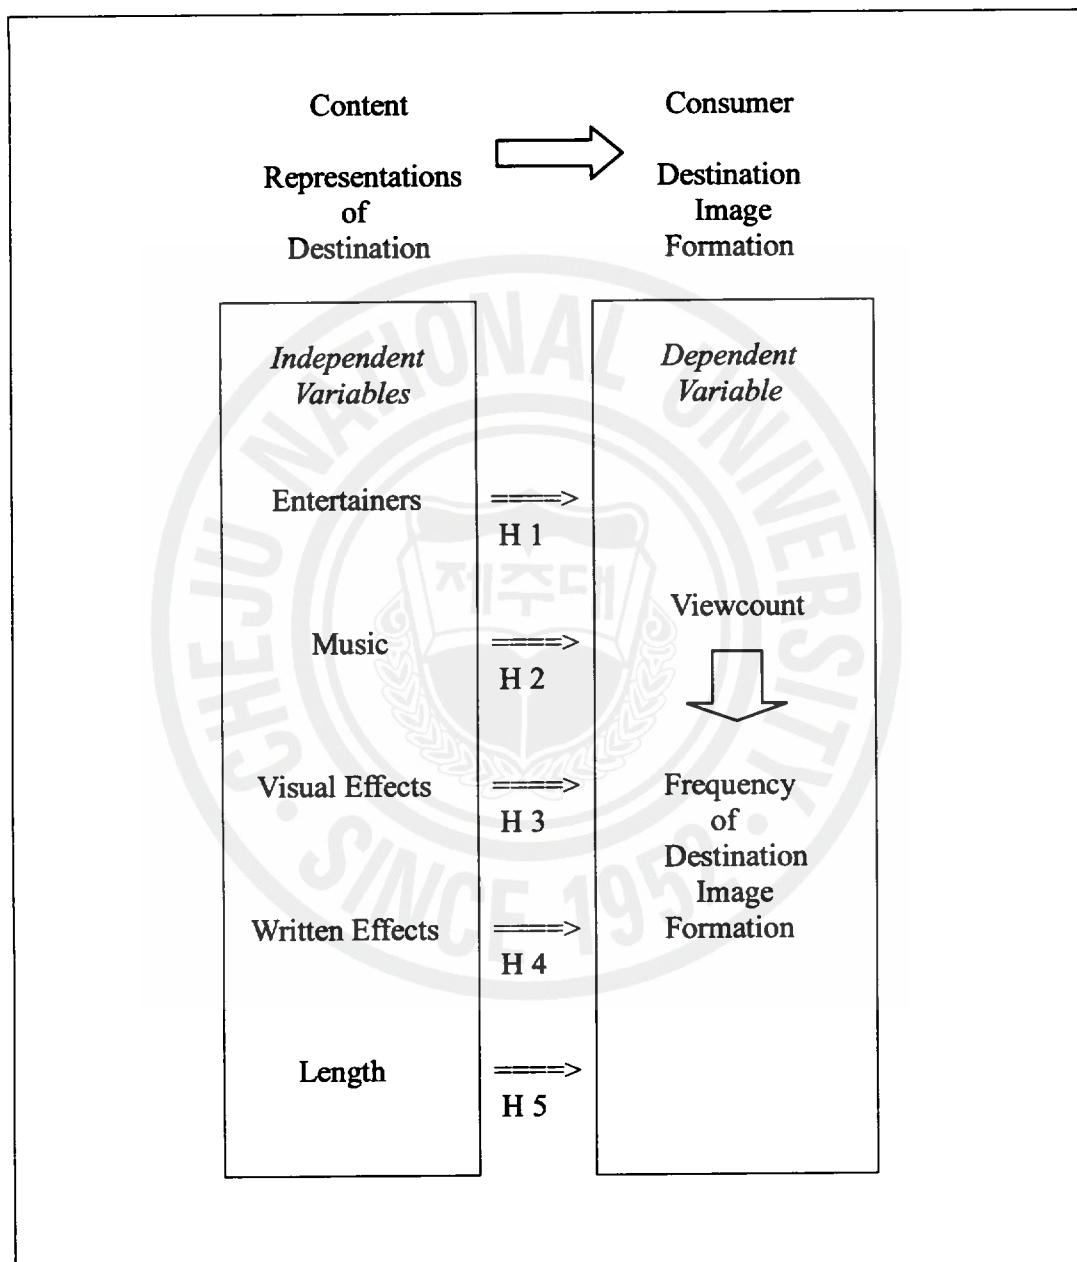 Content
Representations
of
Destination
Consumer
Destination
Image
Formation
Independent
Variables
Dependent
Variable
Entertainers
====>
H 1
Music
====>
H 2
Visual Effects
====>
H 3
Written Effects
====>
H 4
Length
====>
H 5
Viewcount
Frequency
of
Destination
Image
Formation
CHEJU NATIONAL UNIVERSITY
제주대
SINCE 1952